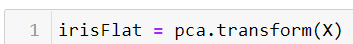 1 irisFlat = pca.transform(X)